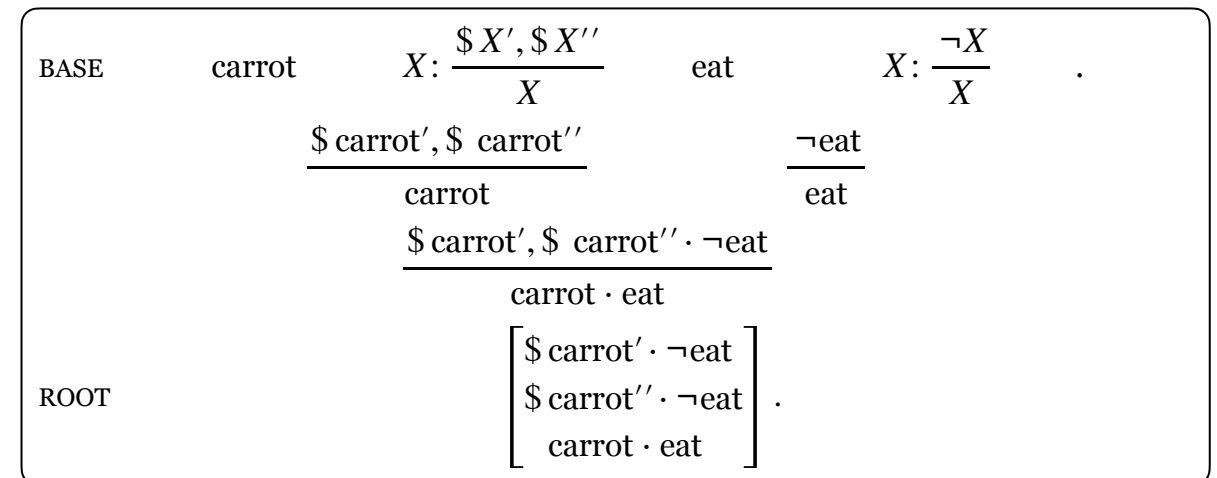 BASE carrot X: $ X′, $ X′′ / X eat X: ¬X / X .
$ carrot′, $ carrot′′ / carrot ¬eat / eat
$ carrot′, $ carrot′′ · ¬eat / carrot · eat
$ carrot′ · ¬eat
ROOT $ carrot′′ · ¬eat .
carrot · eat